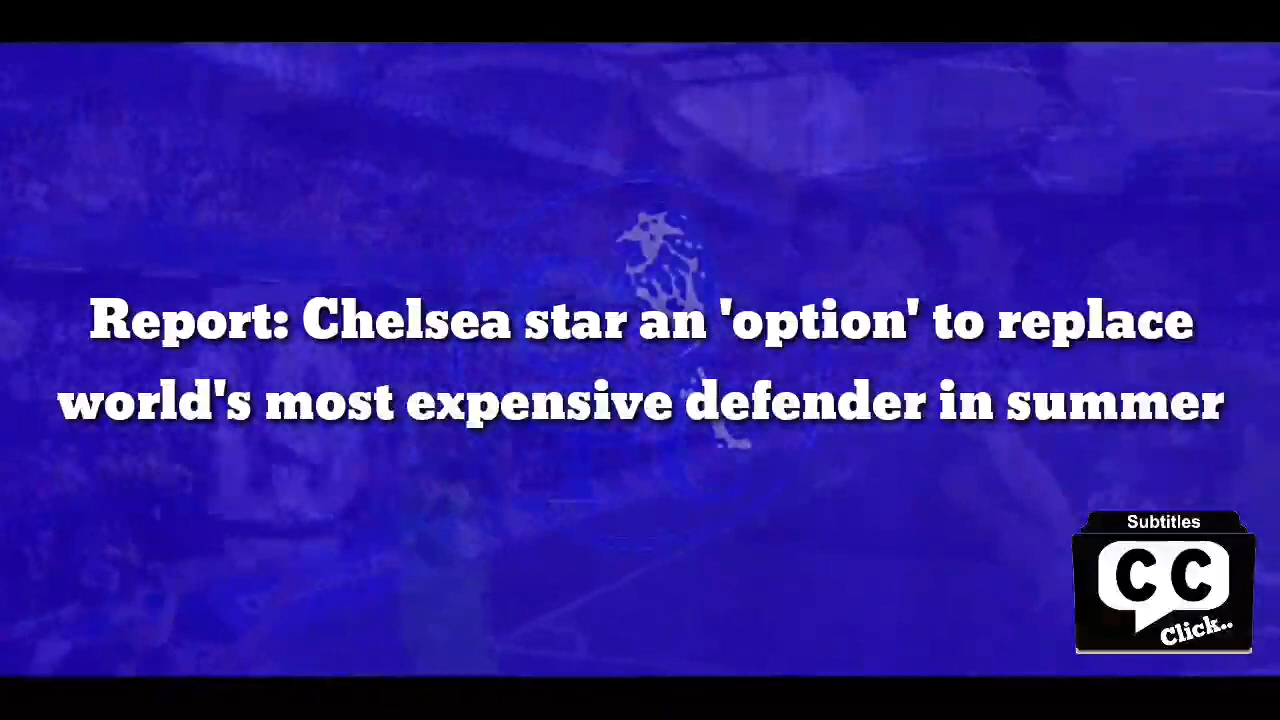 Report: Chelsea star an 'option' to replace
world's most expensive defender in summer
Subtitles
CC
Click..